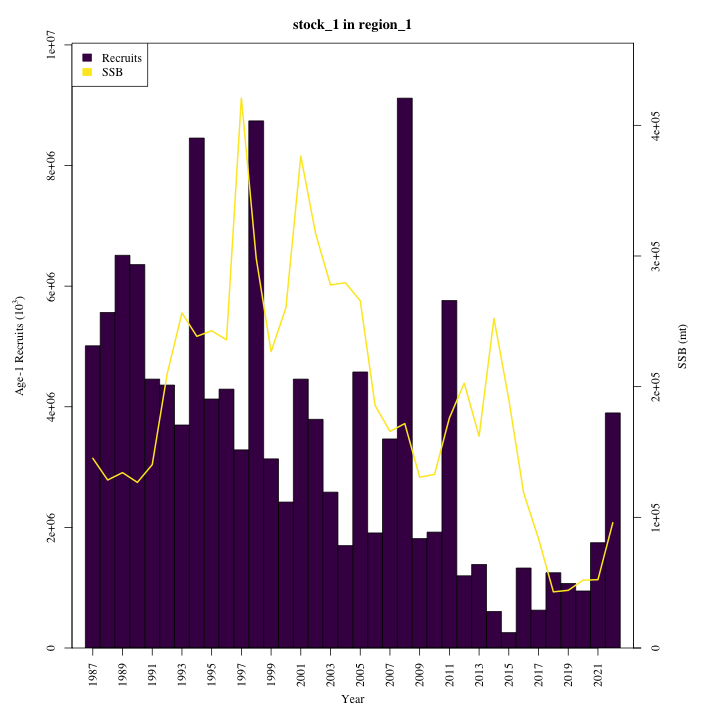 stock_1 in region_1
Recruits
SSB
Age-1 Recruits (10³)
0
2e+06
4e+06
6e+06
8e+06
1e+07
SSB (mt)
0
1e+05
2e+05
3e+05
4e+05
1987 1989 1991 1993 1995 1997 1999 2001 2003 2005 2007 2009 2011 2013 2015 2017 2019 2021
Year